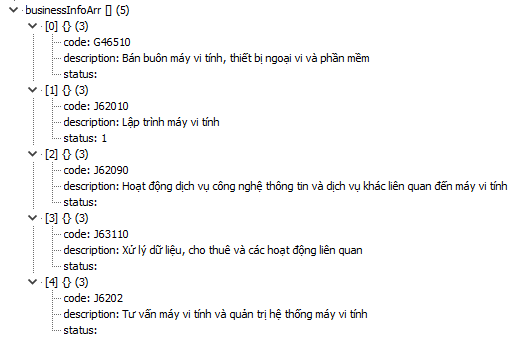 businessInfoArr [] (5)
[0] {} (3)
code: G46510
description: Bán buôn máy vi tính, thiết bị ngoại vi và phần mềm
status:
[1] {} (3)
code: J62010
description: Lập trình máy vi tính
status: 1
[2] {} (3)
code: J62090
description: Hoạt động dịch vụ công nghệ thông tin và dịch vụ khác liên quan đến máy vi tính
status:
[3] {} (3)
code: J63110
description: Xử lý dữ liệu, cho thuê và các hoạt động liên quan
status:
[4] {} (3)
code: J6202
description: Tư vấn máy vi tính và quản trị hệ thống máy vi tính
status: